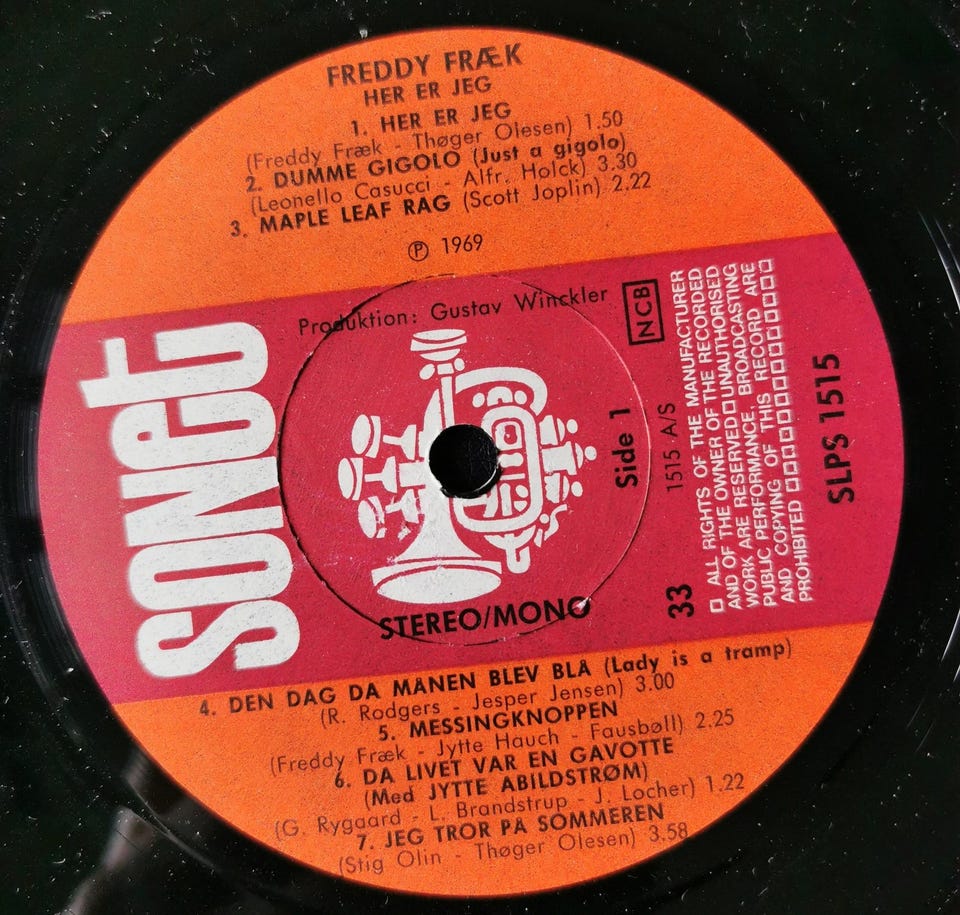 FREDDY FRÆK
HER ER JEG
1. HER ER JEG
(Freddy Fræk - Thøger Olesen) 1.50
2. DUMME GIGOLO (Just a gigolo)
(Leonello Casucci - Alfr. Holck) 3.30
3. MAPLE LEAF RAG (Scott Joplin) 2.22
Ⓟ 1969
Produktion: Gustav Winckler
NCB
SONET
Side 1
1515 A/S
33
□ ALL RIGHTS OF THE MANUFACTURER
AND OF THE OWNER OF THE RECORDED
WORK ARE RESERVED □ UNAUTHORISED
PUBLIC PERFORMANCE, BROADCASTING
AND COPYING OF THIS RECORD ARE
PROHIBITED □□□□□□□□□□□□□□□
SLPS 1515
STEREO/MONO
4. DEN DAG DA MÅNEN BLEV BLÅ (Lady is a tramp)
(R. Rodgers - Jesper Jensen) 3.00
5. MESSINGKNOPPEN
(Freddy Fræk - Jytte Hauch - Fausbøll) 2.25
6. DA LIVET VAR EN GAVOTTE
(Med JYTTE ABILDSTRØM)
(G. Rygaard - L. Brandstrup - J. Locher) 1.22
7. JEG TROR PÅ SOMMEREN
(Stig Olin - Thøger Olesen) 3.58